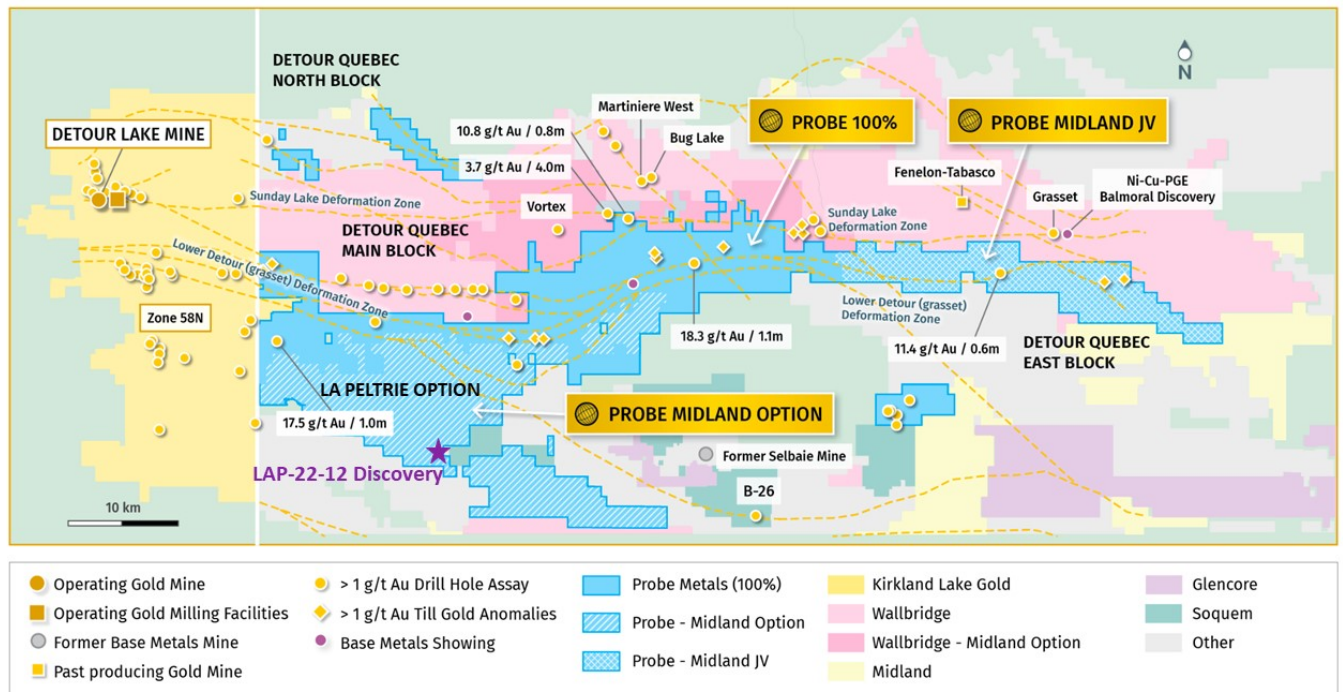 DETOUR QUEBEC
NORTH BLOCK
N
DETOUR LAKE MINE
10.8 g/t Au / 0.8m
3.7 g/t Au / 4.0m
Martiniere West
Bug Lake
PROBE 100%
PROBE MIDLAND JV
Fenelon-Tabasco
Grasset
Ni-Cu-PGE
Balmoral Discovery
Sunday Lake Deformation Zone
Vortex
Sunday Lake
Deformation Zone
DETOUR QUEBEC
MAIN BLOCK
Lower Detour (grasset) Deformation Zone
Zone 58N
Lower Detour (grasset)
Deformation Zone
18.3 g/t Au / 1.1m
11.4 g/t Au / 0.6m
DETOUR QUEBEC
EAST BLOCK
LA PELTRIE OPTION
17.5 g/t Au / 1.0m
PROBE MIDLAND OPTION
LAP-22-12 Discovery
Former Selbaie Mine
B-26
10 km
Operating Gold Mine
Operating Gold Milling Facilities
Former Base Metals Mine
Past producing Gold Mine
> 1 g/t Au Drill Hole Assay
> 1 g/t Au Till Gold Anomalies
Base Metals Showing
Probe Metals (100%)
Probe - Midland Option
Probe - Midland JV
Kirkland Lake Gold
Wallbridge
Wallbridge - Midland Option
Midland
Glencore
Soquem
Other